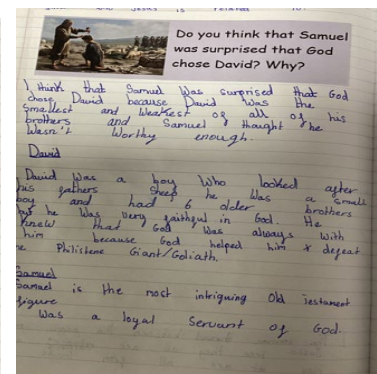 Do you think that Samuel
was surprised that God
chose David? Why?
I think that Samuel was surprised that God
chose David because David was the
smallest and weakest of all of his
brothers and Samuel thought he
wasn't worthy enough.
David
David was a boy who looked after
his fathers sheep he was a small
boy and had 6 older brothers
but he was very faithful in God. He
knew that God was always with
him because God helped him defeat
Philistene Giant/Goliath.
Samuel
Samuel is the most intriguing Old Testament
figure
Was a loyal Servant of God.